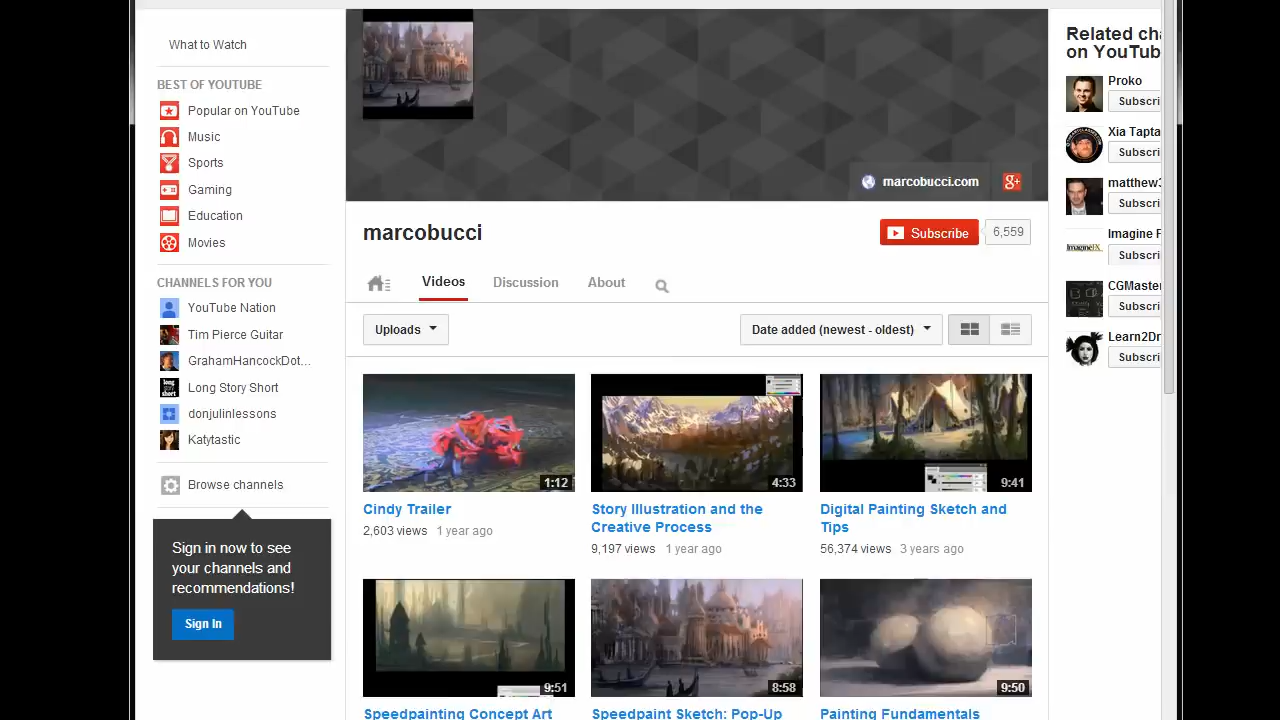 What to Watch
BEST OF YOUTUBE
Popular on YouTube
Music
Sports
Gaming
Education
Movies
CHANNELS FOR YOU
YouTube Nation
Tim Pierce Guitar
GrahamHancockDot...
Long Story Short
donjulinlessons
Katytastic
Browse channels
Sign in now to see
your channels and
recommendations!
Sign In
marcobucci.com
marcobucci
Subscribe
6,559
Videos
Discussion
About
Uploads
Date added (newest - oldest)
1:12
Cindy Trailer
2,603 views 1 year ago
4:33
Story Illustration and the
Creative Process
9,197 views 1 year ago
9:41
Digital Painting Sketch and
Tips
56,374 views 3 years ago
9:51
Speedpainting Concept Art
8:58
Speedpaint Sketch: Pop-Up
9:50
Painting Fundamentals
Related cha
on YouTub
Proko
Subscri
Xia Tapta
Subscri
matthew3
Subscri
Imagine F
Subscri
CGMaster
Subscri
Learn2Dr
Subscri